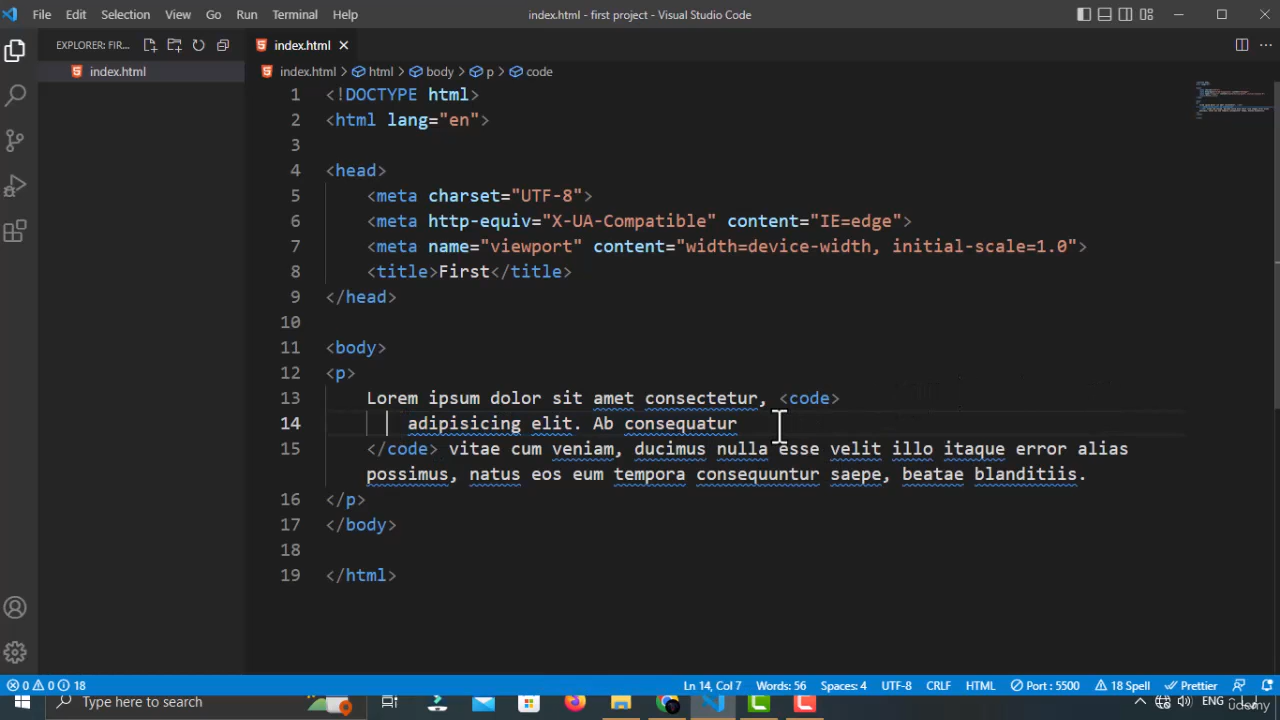 File Edit Selection View Go Run Terminal Help index.html - first project - Visual Studio Code
EXPLORER: FIR... index.html
index.html index.html > html > body > p > code
1 <!DOCTYPE html>
2 <html lang="en">
3
4 <head>
5 <meta charset="UTF-8">
6 <meta http-equiv="X-UA-Compatible" content="IE=edge">
7 <meta name="viewport" content="width=device-width, initial-scale=1.0">
8 <title>First</title>
9 </head>
10
11 <body>
12 <p>
13 Lorem ipsum dolor sit amet consectetur, <code>
14 adipisicing elit. Ab consequatur
15 </code> vitae cum veniam, ducimus nulla esse velit illo itaque error alias
possimus, natus eos eum tempora consequuntur saepe, beatae blanditiis.
16 </p>
17 </body>
18
19 </html>
0 0 18 Ln 14, Col 7 Words: 56 Spaces: 4 UTF-8 CRLF HTML Port : 5500 18 Spell Prettier
Type here to search ENG udemy